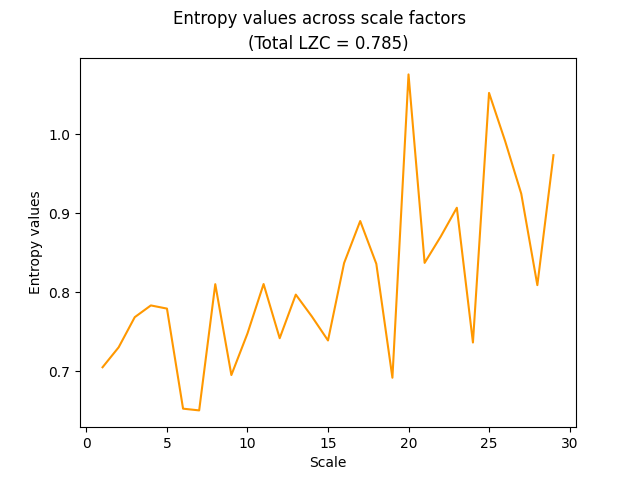 Entropy values across scale factors
(Total LZC = 0.785)
1.0
0.9
0.8
0.7
Entropy values
0 5 10 15 20 25 30
Scale